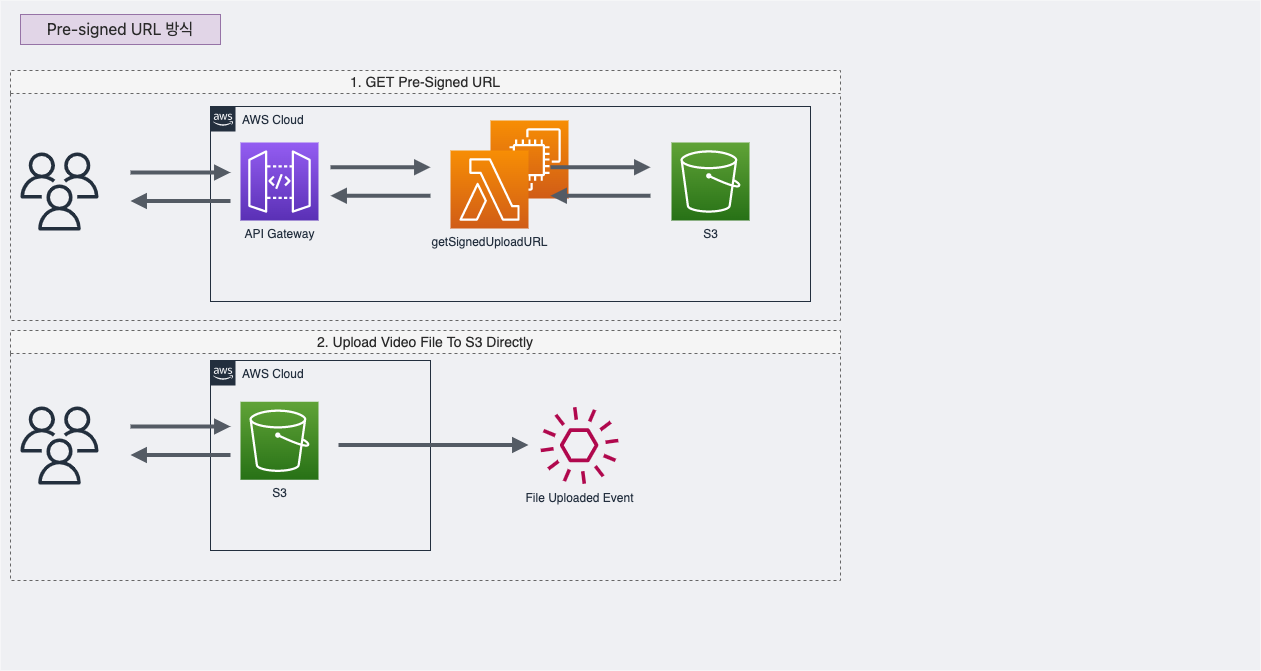 Pre-signed URL 방식
1. GET Pre-Signed URL
aws
AWS Cloud
</>
API Gateway
getSignedUploadURL
S3
2. Upload Video File To S3 Directly
aws
AWS Cloud
S3
File Uploaded Event